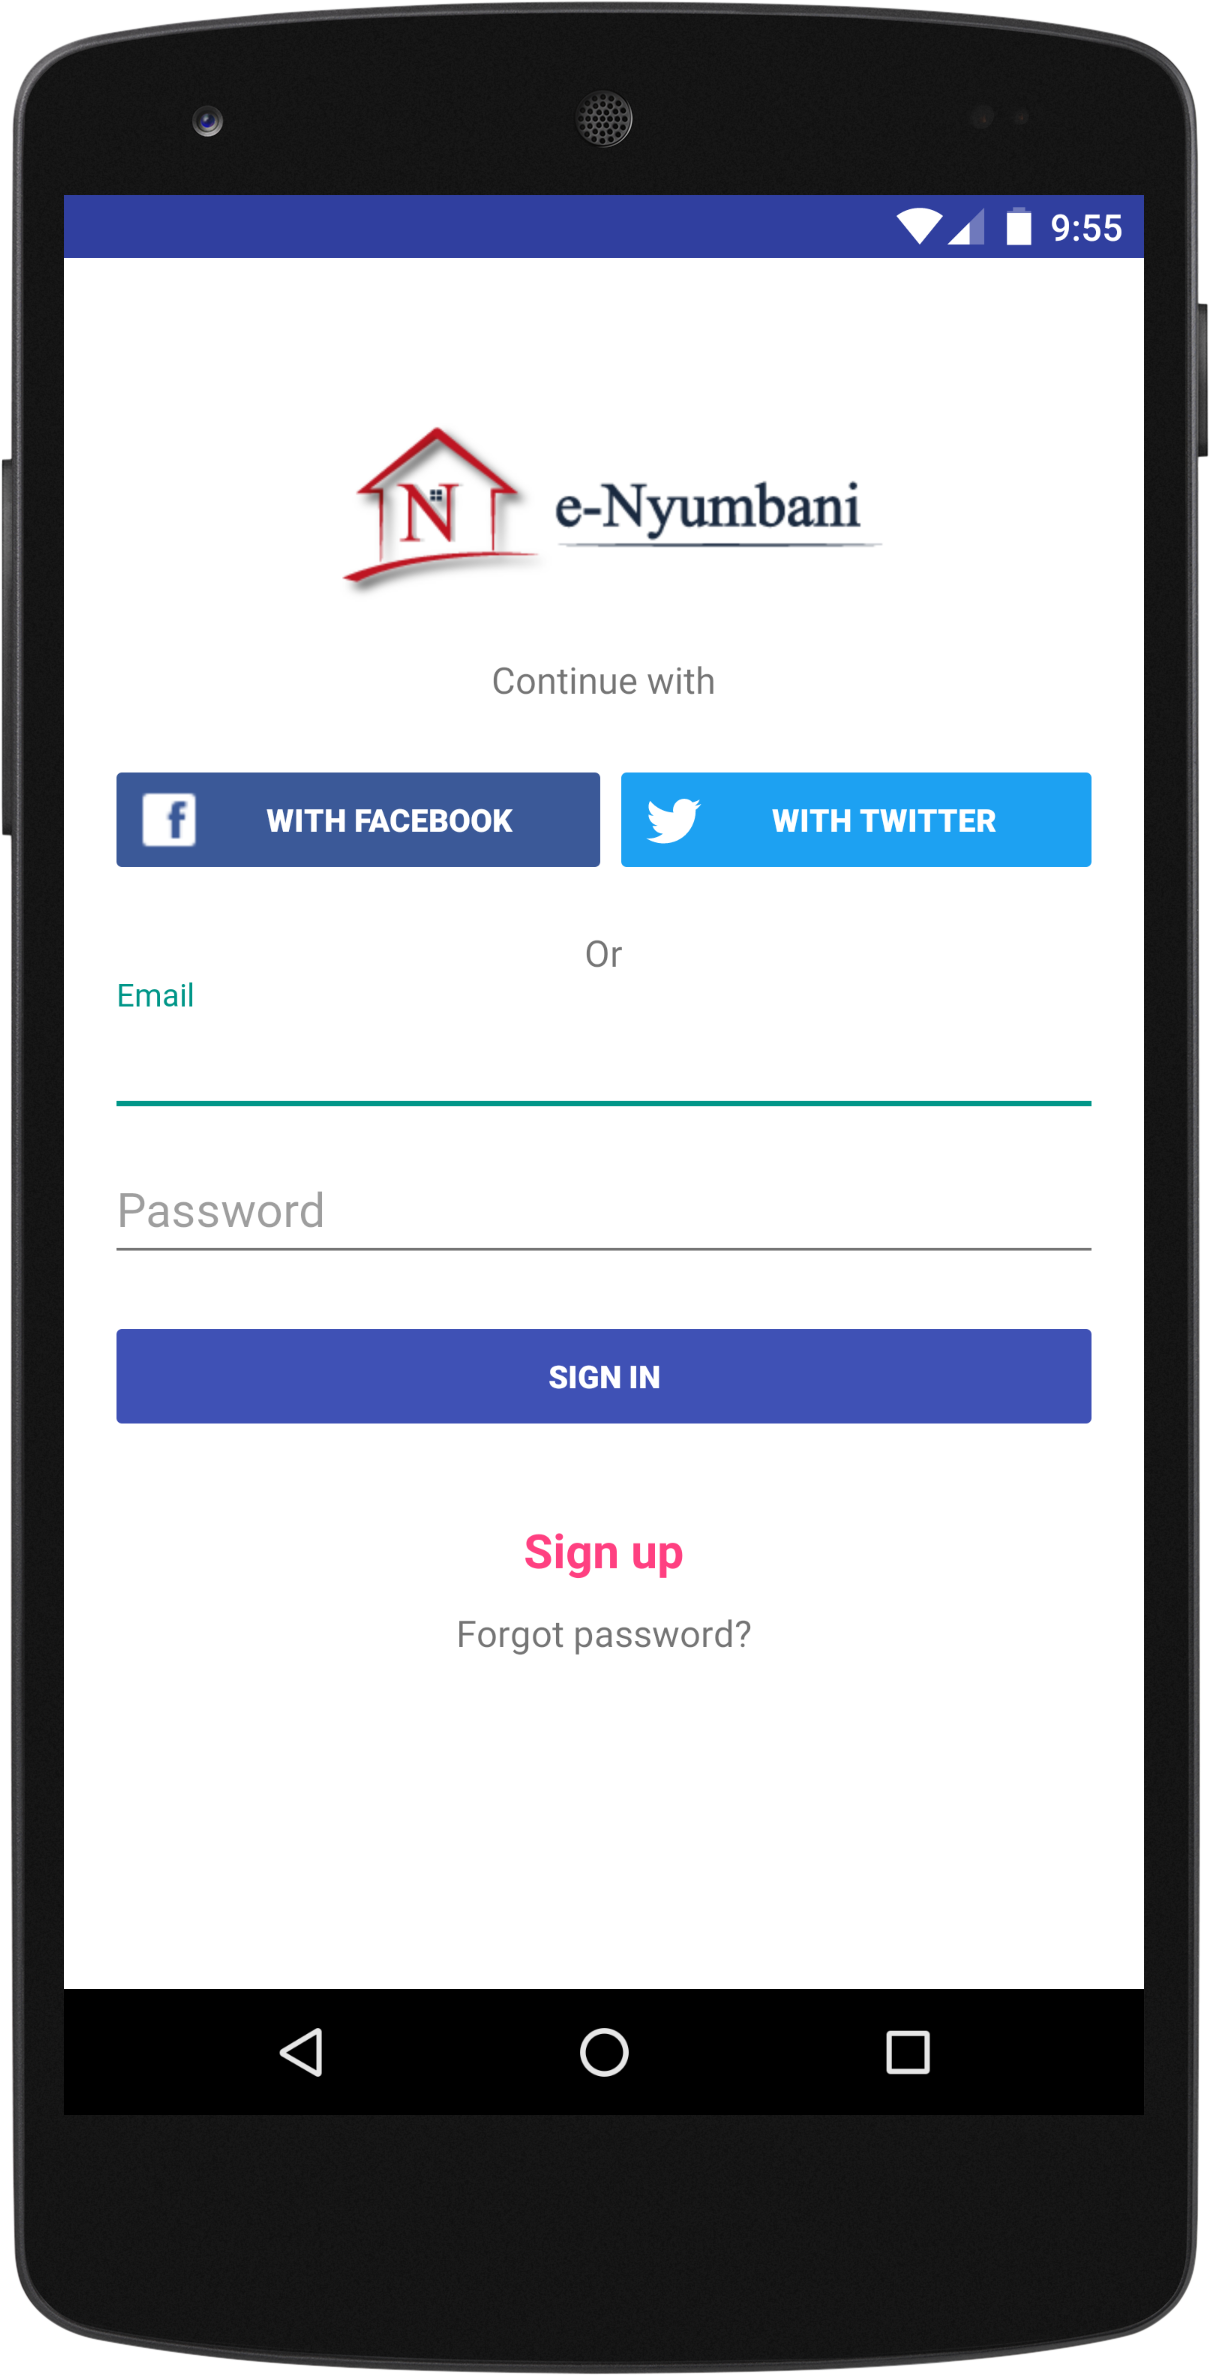 9:55
N
e-Nyumbani
Continue with
f WITH FACEBOOK
WITH TWITTER
Or
Email
Password
SIGN IN
Sign up
Forgot password?